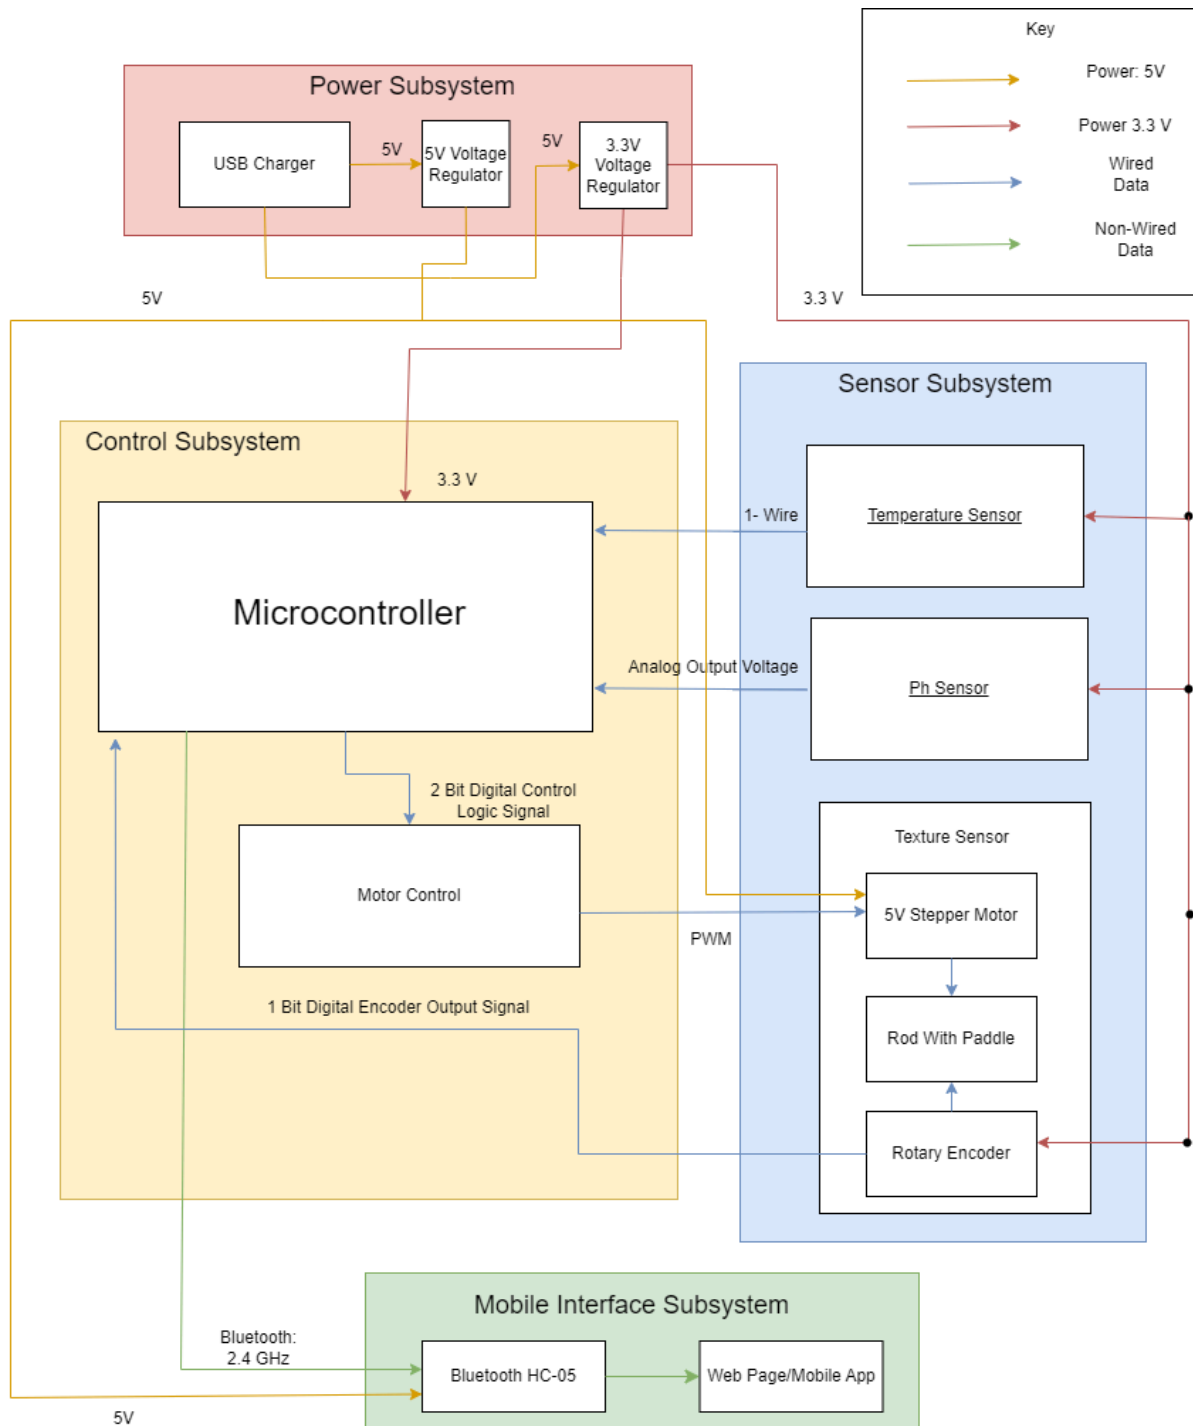 Key
Power: 5V
Power 3.3 V
Wired
Data
Non-Wired
Data
Power Subsystem
USB Charger
5V
5V Voltage
Regulator
5V
3.3V
Voltage
Regulator
5V
3.3 V
Control Subsystem
3.3 V
Microcontroller
Sensor Subsystem
1- Wire
Temperature Sensor
Analog Output Voltage
Ph Sensor
2 Bit Digital Control
Logic Signal
Motor Control
PWM
Texture Sensor
5V Stepper Motor
Rod With Paddle
Rotary Encoder
1 Bit Digital Encoder Output Signal
Mobile Interface Subsystem
Bluetooth:
2.4 GHz
Bluetooth HC-05
Web Page/Mobile App
5V